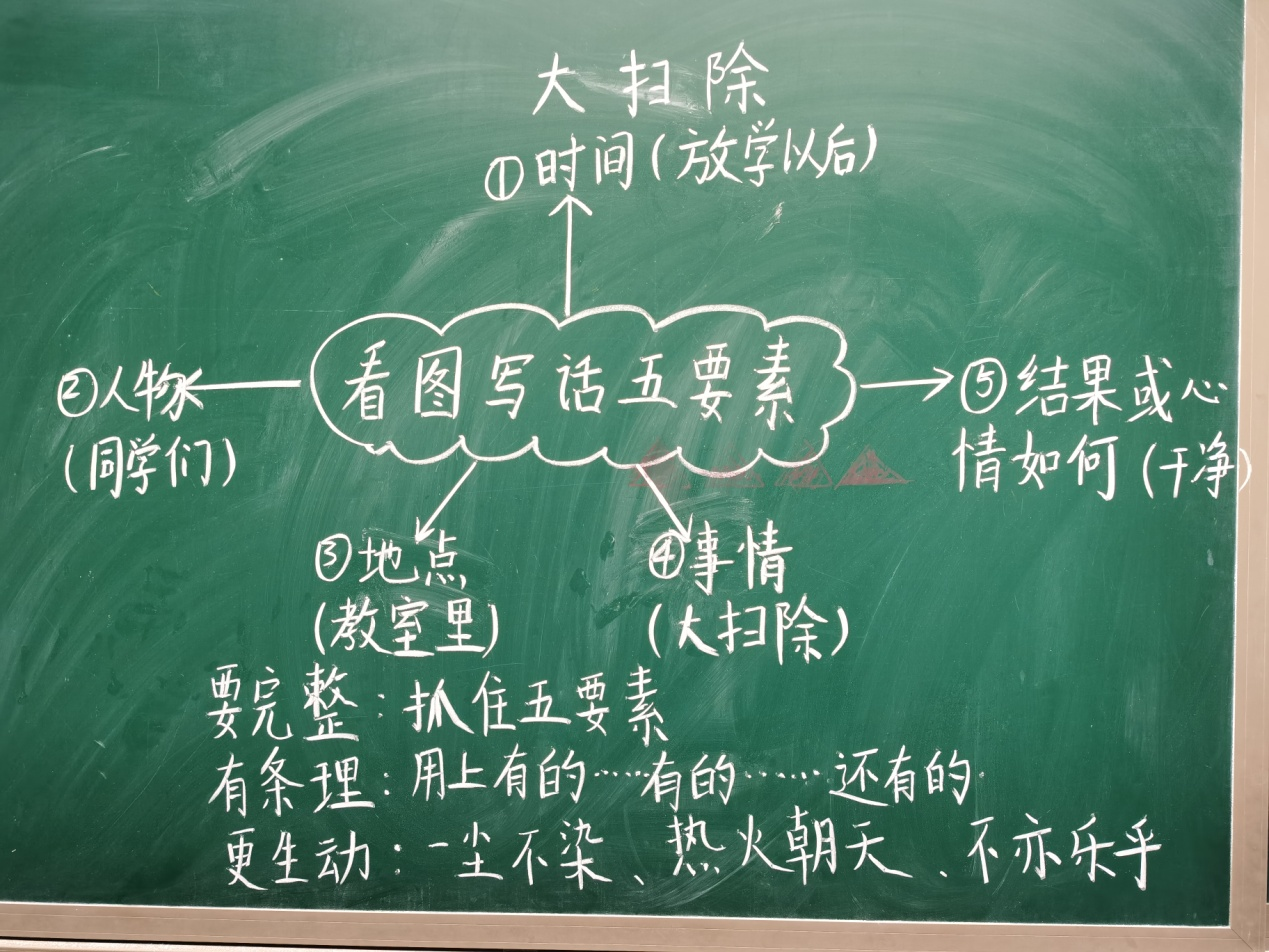 大扫除
①时间(放学以后)
看图写话五要素
②人物
(同学们)
⑤结果或心
情如何(干净)
③地点
(教室里)
④事情
(大扫除)
要完整:抓住五要素
有条理:用上有的……有的……还有的
更生动:一尘不染、热火朝天、不亦乐乎